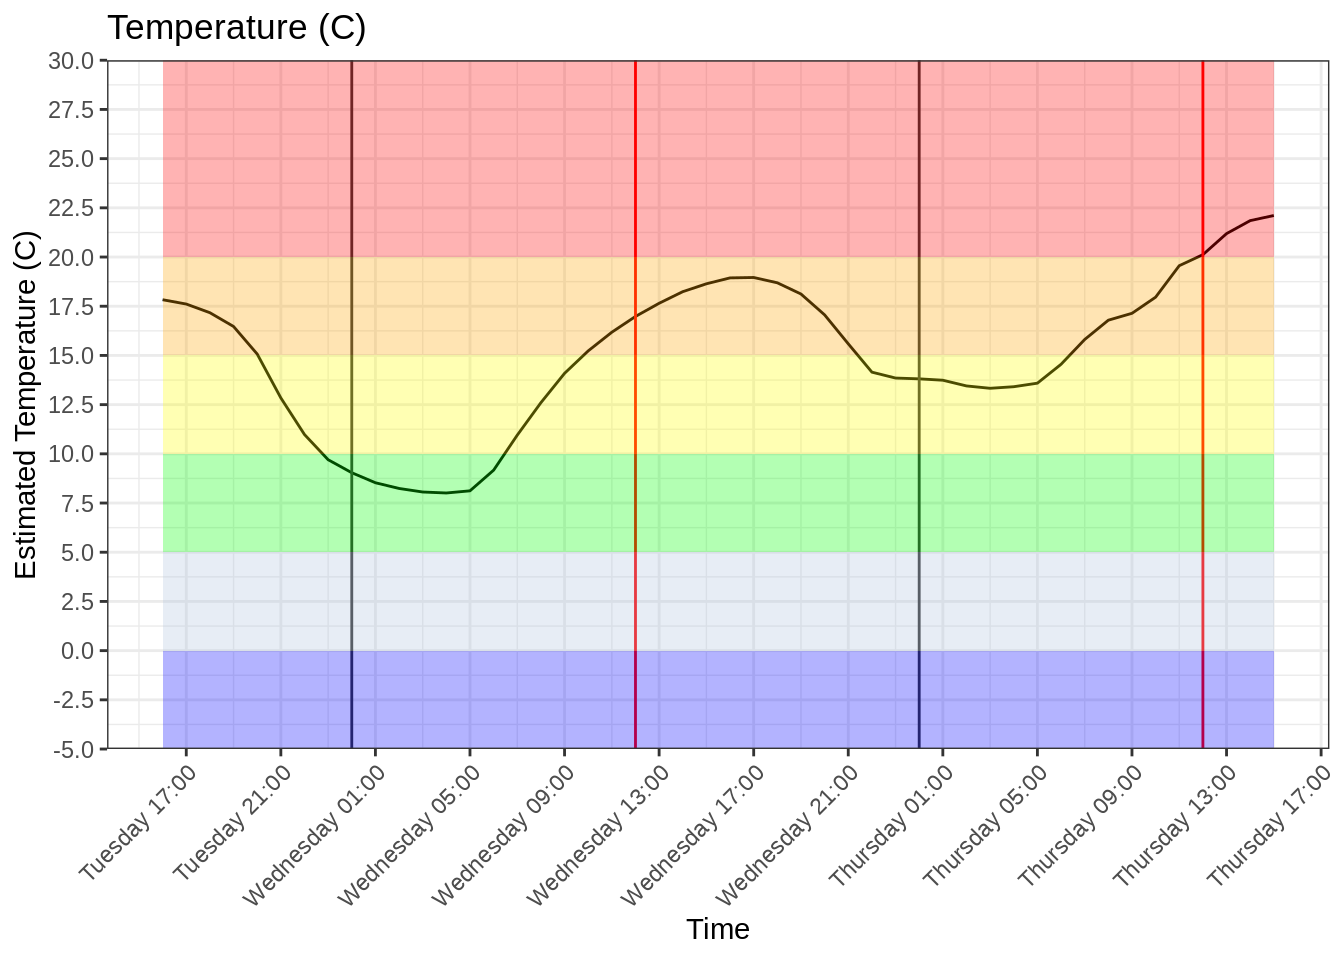 Temperature (C)
Estimated Temperature (C)
30.0
27.5
25.0
22.5
20.0
17.5
15.0
12.5
10.0
7.5
5.0
2.5
0.0
-2.5
-5.0
Tuesday 17:00
Tuesday 21:00
Wednesday 01:00
Wednesday 05:00
Wednesday 09:00
Wednesday 13:00
Wednesday 17:00
Wednesday 21:00
Thursday 01:00
Thursday 05:00
Thursday 09:00
Thursday 13:00
Thursday 17:00
Time